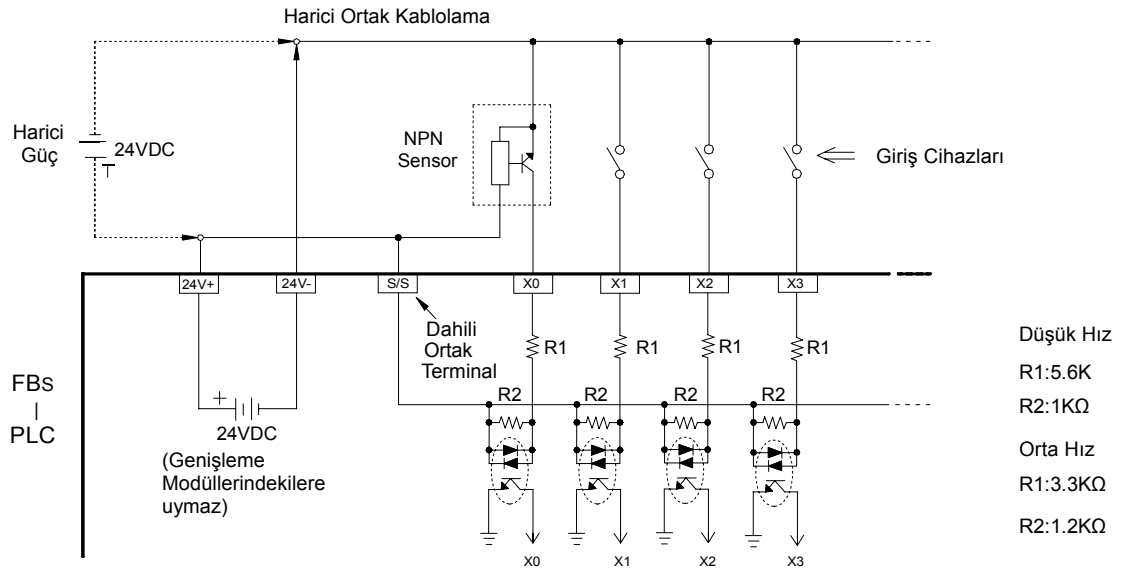 Harici Ortak Kablolama
Harici
Güç
24VDC
NPN
Sensor
Giriş Cihazları
24V+
24V-
S/S
X0
X1
X2
X3
Dahili
Ortak
Terminal
R1
R1
R1
R1
R2
R2
R2
R2
FBs
PLC
24VDC
(Genişleme
Modüllerindekilere
uymaz)
X0
X1
X2
X3
Düşük Hız
R1:5.6K
R2:1KΩ
Orta Hız
R1:3.3KΩ
R2:1.2KΩ